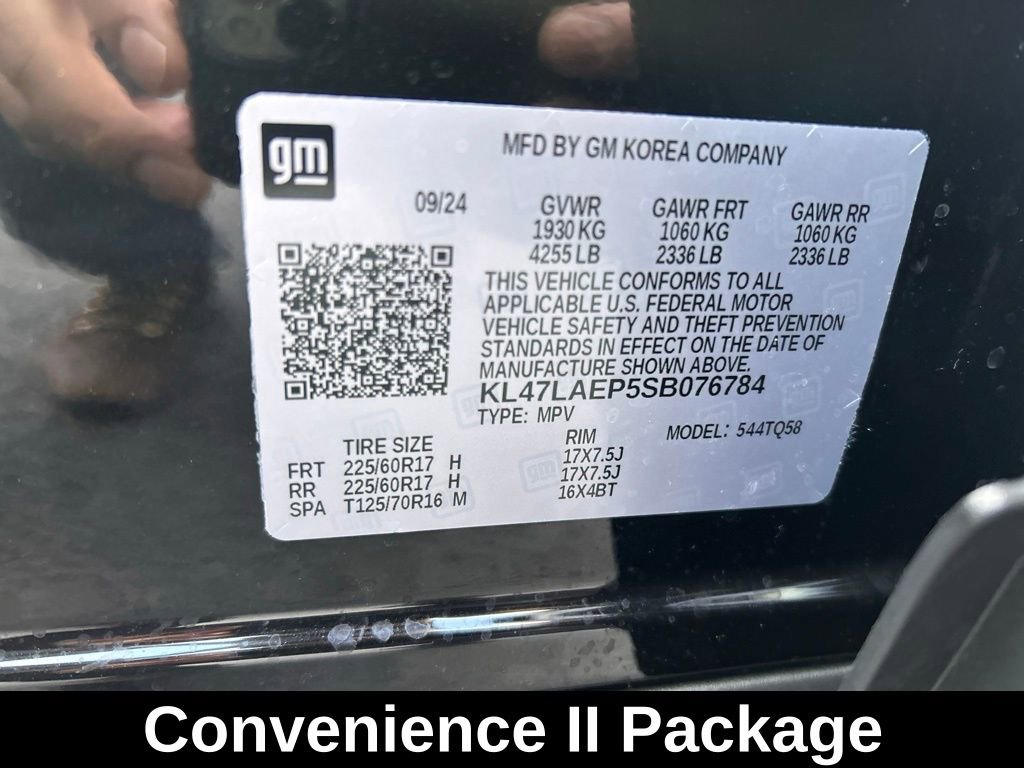 gm
MFD BY GM KOREA COMPANY
09/24
GVWR GAWR FRT GAWR RR
1930 KG 1060 KG 1060 KG
4255 LB 2336 LB 2336 LB
THIS VEHICLE CONFORMS TO ALL
APPLICABLE U.S. FEDERAL MOTOR
VEHICLE SAFETY AND THEFT PREVENTION
STANDARDS IN EFFECT ON THE DATE OF
MANUFACTURE SHOWN ABOVE.
KL47LAEP5SB076784
TYPE: MPV MODEL: 544TQ58
TIRE SIZE RIM
FRT 225/60R17 H 17X7.5J
RR 225/60R17 H 17X7.5J
SPA T125/70R16 M 16X4BT
Convenience II Package